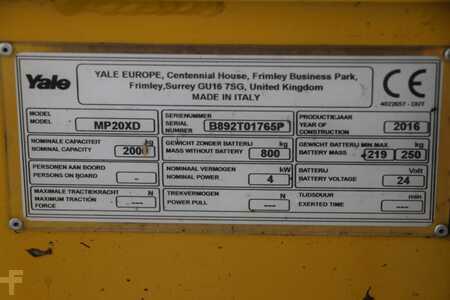 Yale
YALE EUROPE, Centennial House, Frimley Business Park,
Frimley,Surrey GU16 7SG, United Kingdom
MADE IN ITALY
CE
4022657 - DUT
MODEL
MODEL
MP20XD
SERIENUMMER
SERIAL
NUMBER
B892T01765P
PRODUCTIEJAAR
YEAR OF
CONSTRUCTION
2016
NOMINALE CAPACITEIT kg
NOMINAL CAPACITY
2000
GEWICHT ZONDER BATTERIJ kg
MASS WITHOUT BATTERY
800
GEWICHT BATTERIJ MIN.MAX kg
BATTERY MASS
219 250
PERSONEN AAN BOORD
PERSONS ON BOARD
-
NOMINAAL VERMOGEN kW
NOMINAL POWER
4
BATTERIJ Volt
BATTERY VOLTAGE
24
MAXIMALE TRACTIEKRACHT N
MAXIMUM TRACTION
FORCE
---
TREKVERMOGEN N
POWER PULL
---
TIJDSDUUR min
EXERTED TIME
---
F